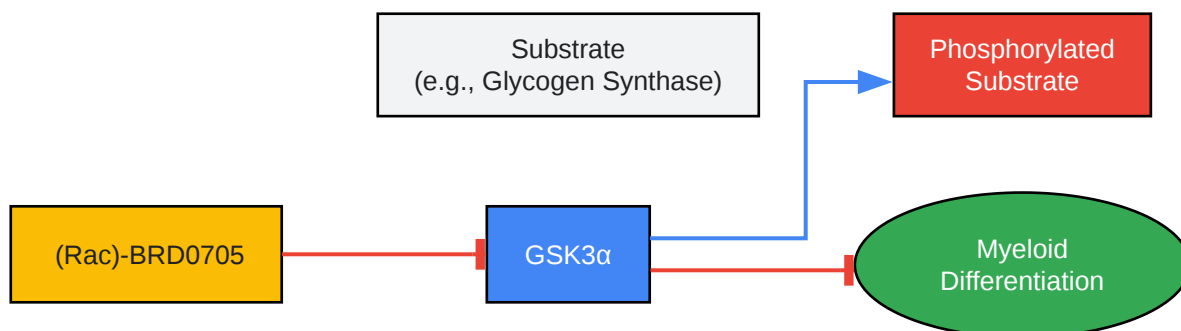 Substrate
(e.g., Glycogen Synthase)
Phosphorylated
Substrate
(Rac)-BRD0705
GSK3α
Myeloid
Differentiation